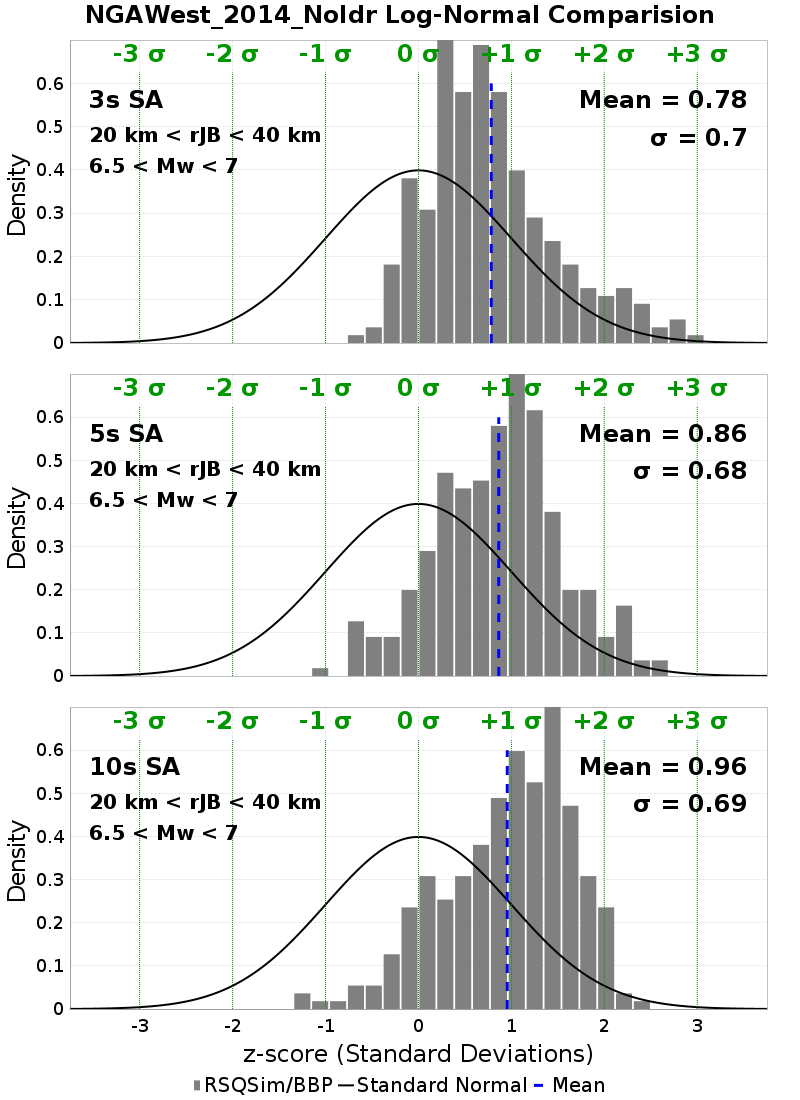 NGAWest_2014_NoIdr Log-Normal Comparision
-3 σ -2 σ -1 σ 0 σ +1 σ +2 σ +3 σ
3s SA
20 km < rJB < 40 km
6.5 < Mw < 7
Mean = 0.78
σ = 0.7
Density
0.6
0.5
0.4
0.3
0.2
0.1
0
-3 σ -2 σ -1 σ 0 σ +1 σ +2 σ +3 σ
5s SA
20 km < rJB < 40 km
6.5 < Mw < 7
Mean = 0.86
σ = 0.68
Density
0.6
0.5
0.4
0.3
0.2
0.1
0
-3 σ -2 σ -1 σ 0 σ +1 σ +2 σ +3 σ
10s SA
20 km < rJB < 40 km
6.5 < Mw < 7
Mean = 0.96
σ = 0.69
Density
0.6
0.5
0.4
0.3
0.2
0.1
0
-3 -2 -1 0 1 2 3
z-score (Standard Deviations)
RSQSim/BBP Standard Normal Mean